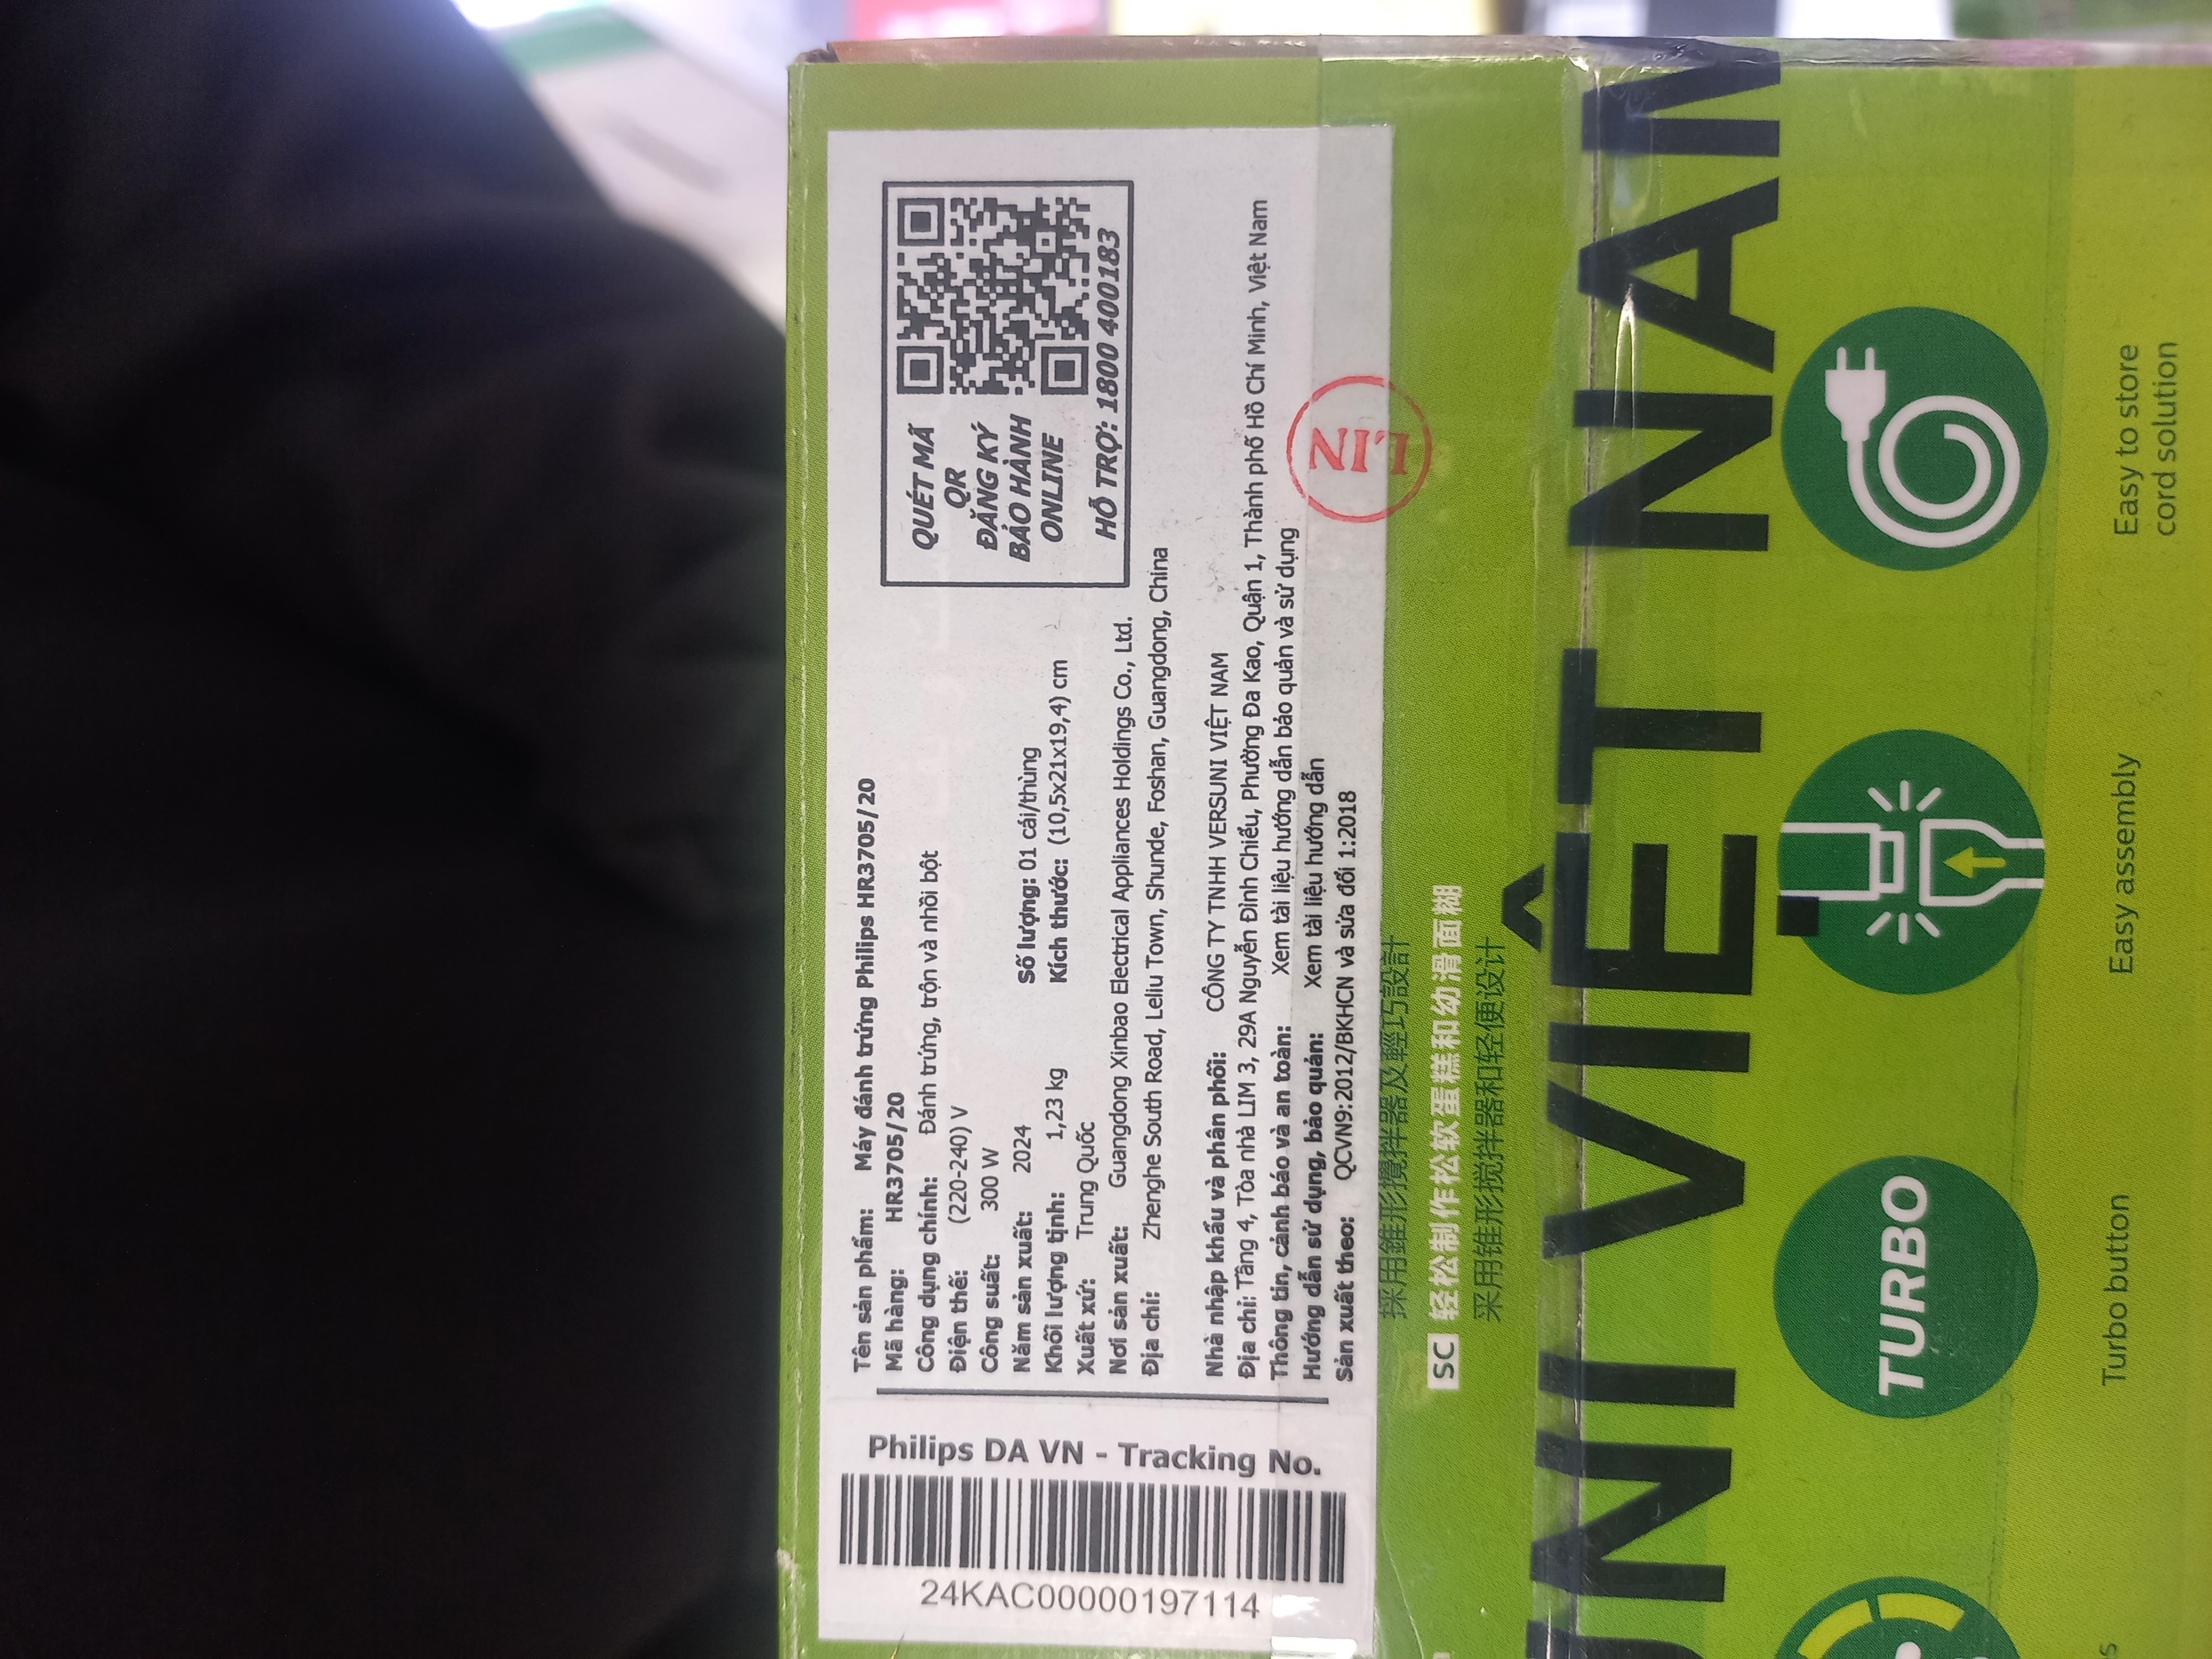 Philips DA VN - Tracking No.
24KAC00000197114
Tên sản phẩm: Máy đánh trứng Philips HR3705/20
Mã hàng: HR3705/20
Công dụng chính: Đánh trứng, trộn và nhồi bột
Điện thế: (220-240) V
Công suất: 300 W
Năm sản xuất: 2024 Số lượng: 01 cái/thùng
Khối lượng tịnh: 1,23 kg Kích thước: (10,5x21x19,4) cm
Xuất xứ: Trung Quốc
Nơi sản xuất: Guangdong Xinbao Electrical Appliances Holdings Co., Ltd.
Địa chỉ: Zhenghe South Road, Leliu Town, Shunde, Foshan, Guangdong, China
QUÉT MÃ
QR
ĐĂNG KÝ
BẢO HÀNH
ONLINE
HỖ TRỢ: 1800 400183
Nhà nhập khẩu và phân phối: CÔNG TY TNHH VERSUNI VIỆT NAM
Địa chỉ: Tầng 4, Tòa nhà LIM 3, 29A Nguyễn Đình Chiểu, Phường Đa Kao, Quận 1, Thành phố Hồ Chí Minh, Việt Nam
Thông tin, cảnh báo và an toàn: Xem tài liệu hướng dẫn bảo quản và sử dụng
Hướng dẫn sử dụng, bảo quản: Xem tài liệu hướng dẫn
Sản xuất theo: QCVN9:2012/BKHCN và sửa đổi 1:2018
採用錐形攪拌器及輕巧設計
SC 轻松制作松软蛋糕和幼滑面糊
采用锥形搅拌器和轻便设计
UNI VIỆT NAM
TURBO
Turbo button
Easy assembly
Easy to store
cord solution